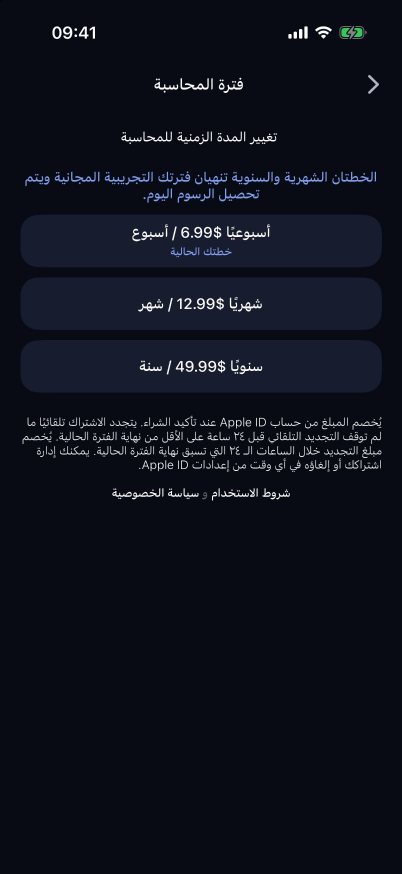 09:41
فترة المحاسبة
تغيير المدة الزمنية للمحاسبة
الخطتان الشهرية والسنوية تنهيان فترتك التجريبية المجانية ويتم
تحصيل الرسوم اليوم.
أسبوعيًا $6.99 / أسبوع
خطتك الحالية
شهريًا $12.99 / شهر
سنويًا $49.99 / سنة
يُخصم المبلغ من حساب Apple ID عند تأكيد الشراء. يتجدد الاشتراك تلقائيًا ما
لم توقف التجديد التلقائي قبل ٢٤ ساعة على الأقل من نهاية الفترة الحالية. يُخصم
مبلغ التجديد خلال الساعات الـ ٢٤ التي تسبق نهاية الفترة الحالية. يمكنك إدارة
اشتراكك أو إلغاؤه في أي وقت من إعدادات Apple ID.
شروط الاستخدام و سياسة الخصوصية